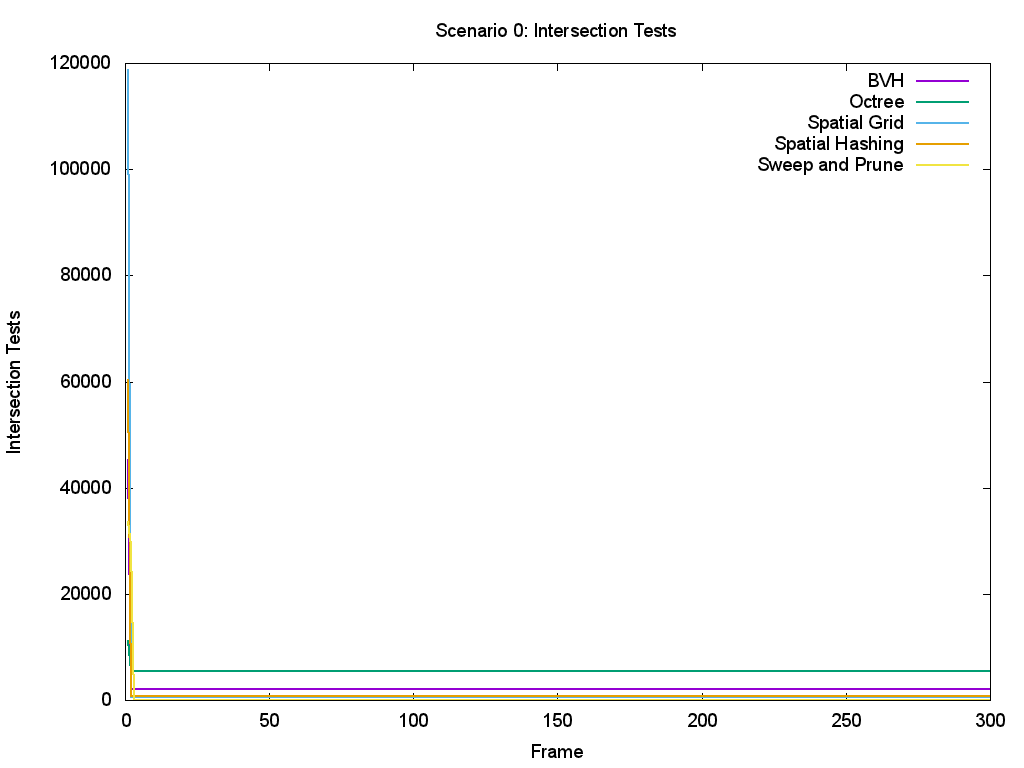 Scenario 0: Intersection Tests
120000
100000
80000
60000
40000
20000
0
Intersection Tests
BVH
Octree
Spatial Grid
Spatial Hashing
Sweep and Prune
0 50 100 150 200 250 300
Frame